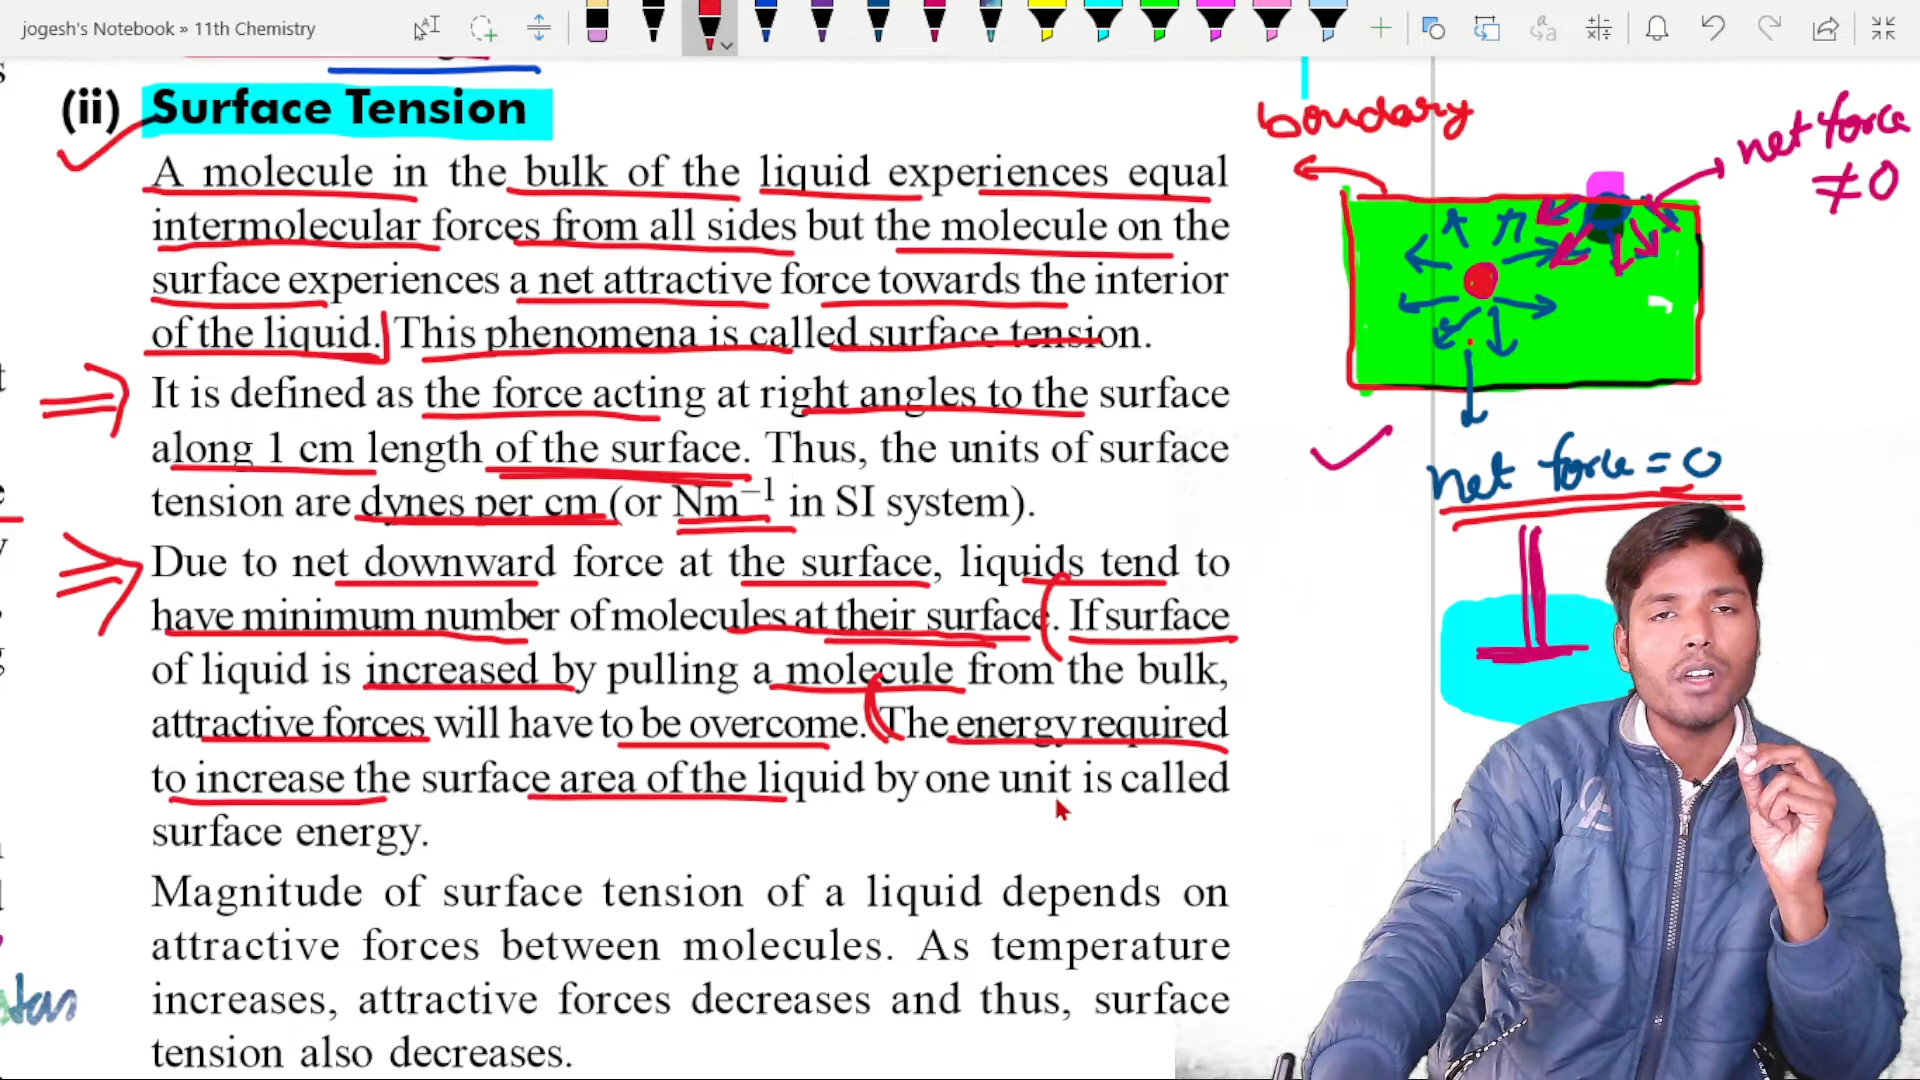 jogesh's Notebook » 11th Chemistry
(ii) Surface Tension
A molecule in the bulk of the liquid experiences equal
intermolecular forces from all sides but the molecule on the
surface experiences a net attractive force towards the interior
of the liquid. This phenomena is called surface tension.
It is defined as the force acting at right angles to the surface
along 1 cm length of the surface. Thus, the units of surface
tension are dynes per cm (or Nm⁻¹ in SI system).
Due to net downward force at the surface, liquids tend to
have minimum number of molecules at their surface. If surface
of liquid is increased by pulling a molecule from the bulk,
attractive forces will have to be overcome. The energy required
to increase the surface area of the liquid by one unit is called
surface energy.
Magnitude of surface tension of a liquid depends on
attractive forces between molecules. As temperature
increases, attractive forces decreases and thus, surface
tension also decreases.
boudary
net force
≠0
net force = 0